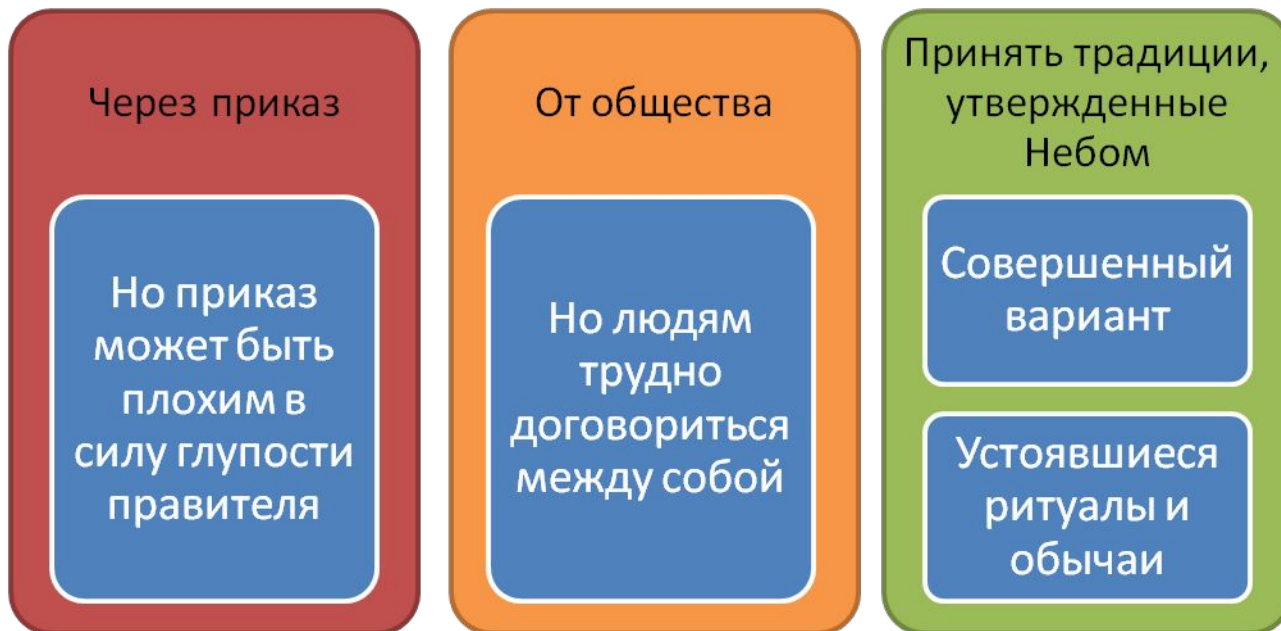 Через приказ
Но приказ
может быть
плохим в
силу глупости
правителя
От общества
Но людям
трудно
договориться
между собой
Принять традиции,
утвержденные
Небом
Совершенный
вариант
Устоявшиеся
ритуалы и
обычаи